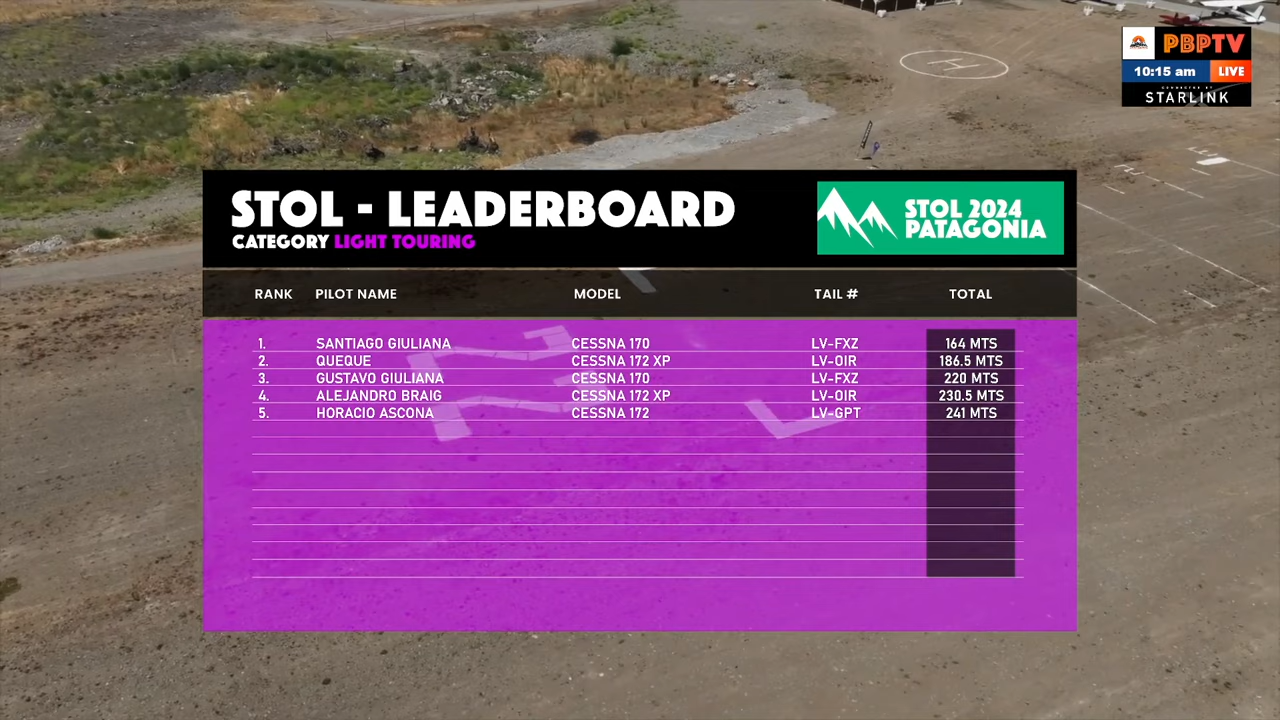 PBPTV
10:15 am LIVE
STARLINK
STOL - LEADERBOARD
CATEGORY LIGHT TOURING
STOL 2024
PATAGONIA
RANK PILOT NAME MODEL TAIL # TOTAL
1. SANTIAGO GIULIANA CESSNA 170 LV-FXZ 164 MTS
2. QUEQUE CESSNA 172 XP LV-OIR 186.5 MTS
3. GUSTAVO GIULIANA CESSNA 170 LV-FXZ 220 MTS
4. ALEJANDRO BRAIG CESSNA 172 XP LV-OIR 230.5 MTS
5. HORACIO ASCONA CESSNA 172 LV-GPT 241 MTS
H